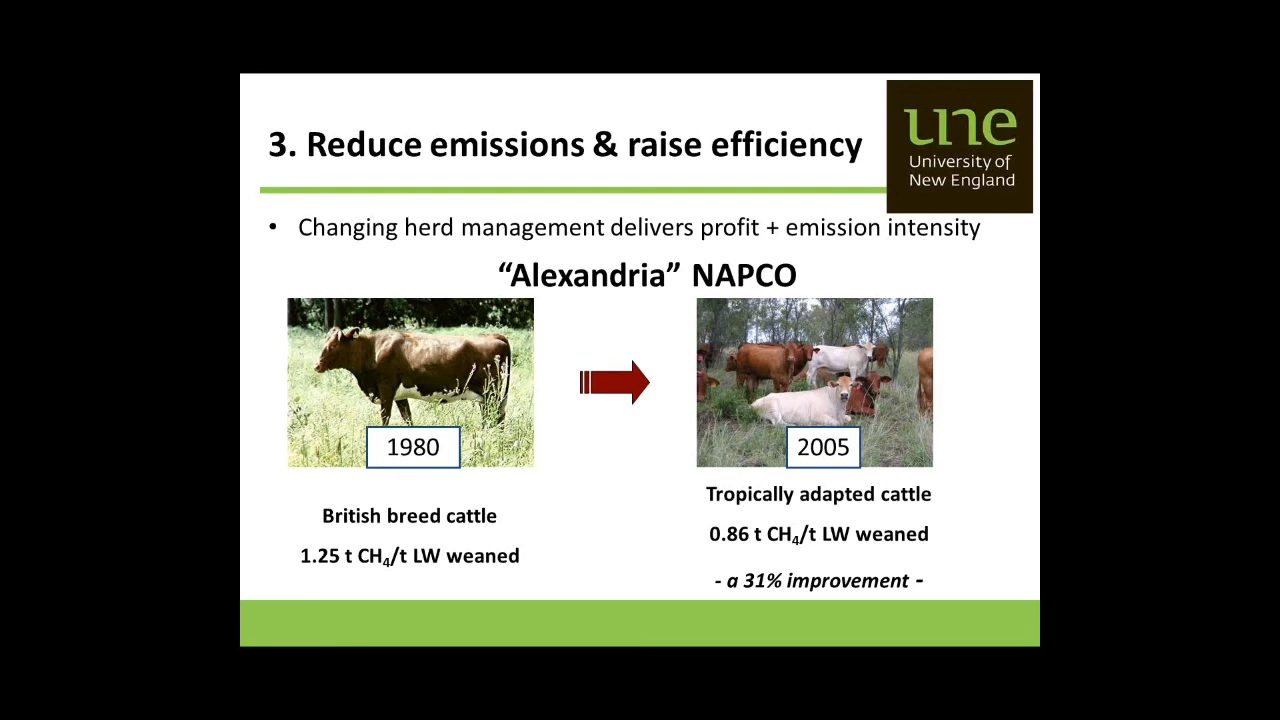 3. Reduce emissions & raise efficiency
une
University of
New England
• Changing herd management delivers profit + emission intensity
“Alexandria” NAPCO
1980
2005
British breed cattle
1.25 t CH₄/t LW weaned
Tropically adapted cattle
0.86 t CH₄/t LW weaned
- a 31% improvement -